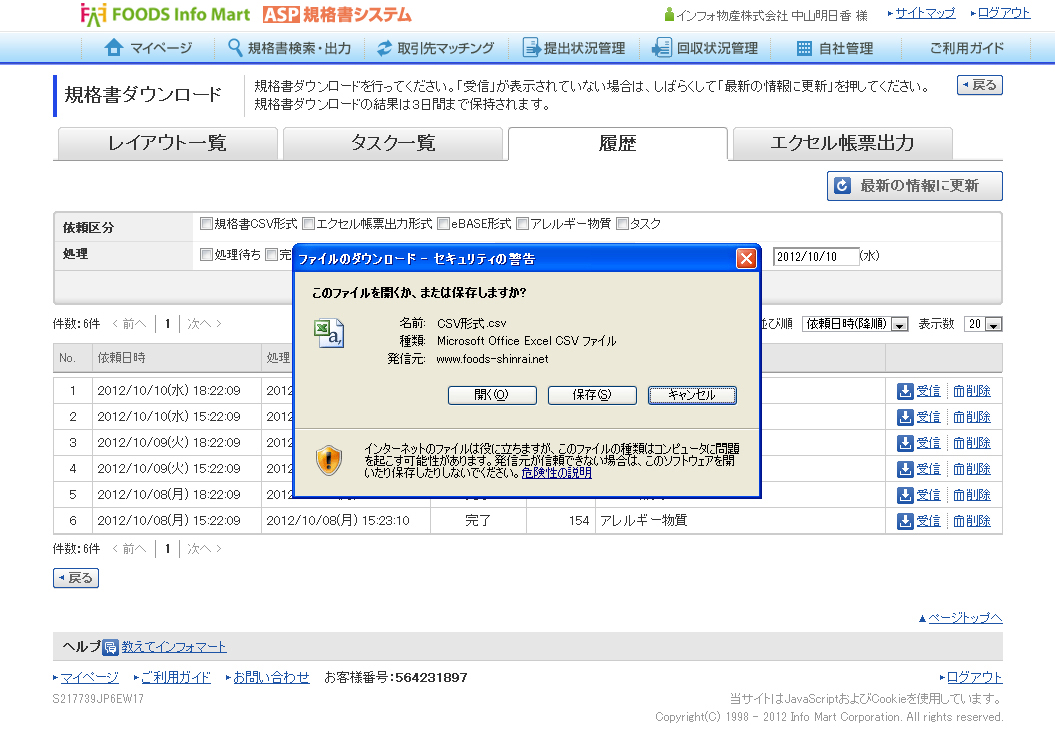 FOODS Info Mart ASP規格書システム
インフォ物産株式会社 中山明日香 様 サイトマップ ログアウト
マイページ 規格書検索・出力 取引先マッチング 提出状況管理 回収状況管理 自社管理 ご利用ガイド
規格書ダウンロード
規格書ダウンロードを行ってください。「受信」が表示されていない場合は、しばらくして「最新の情報に更新」を押してください。
規格書ダウンロードの結果は3日間まで保持されます。
戻る
レイアウト一覧 タスク一覧 履歴 エクセル帳票出力
最新の情報に更新
依頼区分 規格書CSV形式 エクセル帳票出力形式 eBASE形式 アレルギー物質 タスク
処理 処理待ち 完 2012/10/10 (水)
件数:6件 < 前へ 1 次へ > 並び順 依頼日時(降順) 表示数 20
No. 依頼日時 処理
1 2012/10/10(水) 18:22:09 2012 受信 削除
2 2012/10/10(水) 15:22:09 2012 受信 削除
3 2012/10/09(火) 18:22:09 2012 受信 削除
4 2012/10/09(火) 15:22:09 2012 受信 削除
5 2012/10/08(月) 18:22:09 2012 受信 削除
6 2012/10/08(月) 15:22:09 2012/10/08(月) 15:23:10 完了 154 アレルギー物質 受信 削除
ファイルのダウンロード - セキュリティの警告
このファイルを開くか、または保存しますか?
名前: CSV形式.csv
種類: Microsoft Office Excel CSV ファイル
発信元: www.foods-shinrai.net
開く(O) 保存(S) キャンセル
インターネットのファイルは役に立ちますが、このファイルの種類はコンピュータに問題
を起こす可能性があります。発信元が信頼できない場合は、このソフトウェアを開
いたり保存したりしないでください。危険性の説明
件数:6件 < 前へ 1 次へ >
戻る
▲ページトップへ
ヘルプ 教えてインフォマート
マイページ ご利用ガイド お問い合わせ お客様番号:564231897 ログアウト
S217739JP6EW17
当サイトはJavaScriptおよびCookieを使用しています。
Copyright(C) 1998 - 2012 Info Mart Corporation. All rights reserved.